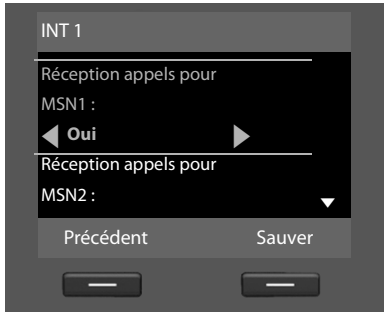 INT 1
Réception appels pour
MSN1 :
Oui
Réception appels pour
MSN2 :
Précédent Sauver